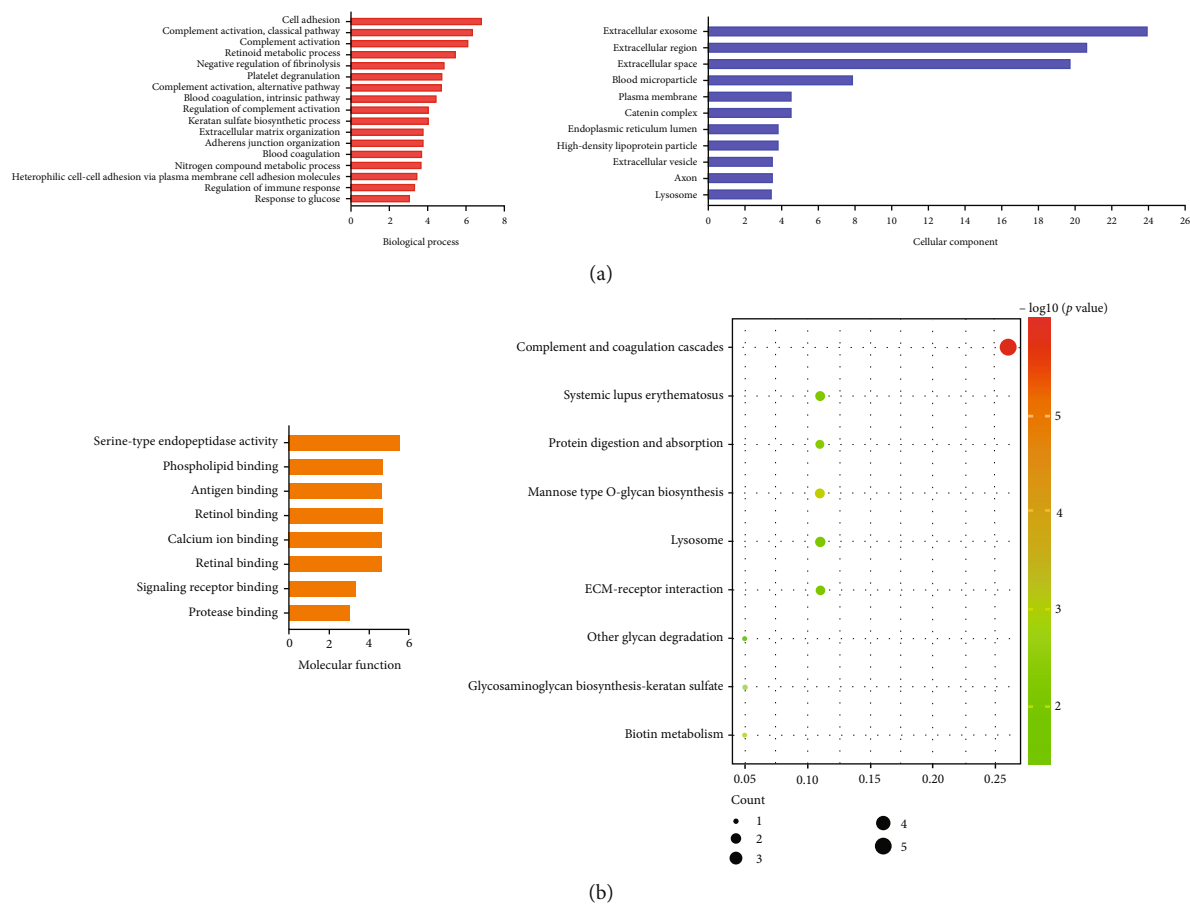 Cell adhesion
Complement activation, classical pathway
Complement activation
Retinoid metabolic process
Negative regulation of fibrinolysis
Platelet degranulation
Complement activation, alternative pathway
Blood coagulation, intrinsic pathway
Regulation of complement activation
Keratan sulfate biosynthetic process
Extracellular matrix organization
Adherens junction organization
Blood coagulation
Nitrogen compound metabolic process
Heterophilic cell-cell adhesion via plasma membrane cell adhesion molecules
Regulation of immune response
Response to glucose
0 2 4 6 8
Biological process
Extracellular exosome
Extracellular region
Extracellular space
Blood microparticle
Plasma membrane
Catenin complex
Endoplasmic reticulum lumen
High-density lipoprotein particle
Extracellular vesicle
Axon
Lysosome
0 2 4 6 8 10 12 14 16 18 20 22 24 26
Cellular component
(a)
Serine-type endopeptidase activity
Phospholipid binding
Antigen binding
Retinol binding
Calcium ion binding
Retinal binding
Signaling receptor binding
Protease binding
0 2 4 6
Molecular function
– log10 (p value)
Complement and coagulation cascades
Systemic lupus erythematosus
Protein digestion and absorption
Mannose type O-glycan biosynthesis
Lysosome
ECM-receptor interaction
Other glycan degradation
Glycosaminoglycan biosynthesis-keratan sulfate
Biotin metabolism
5
4
3
2
0.05 0.10 0.15 0.20 0.25
Count
1
2
3
4
5
(b)